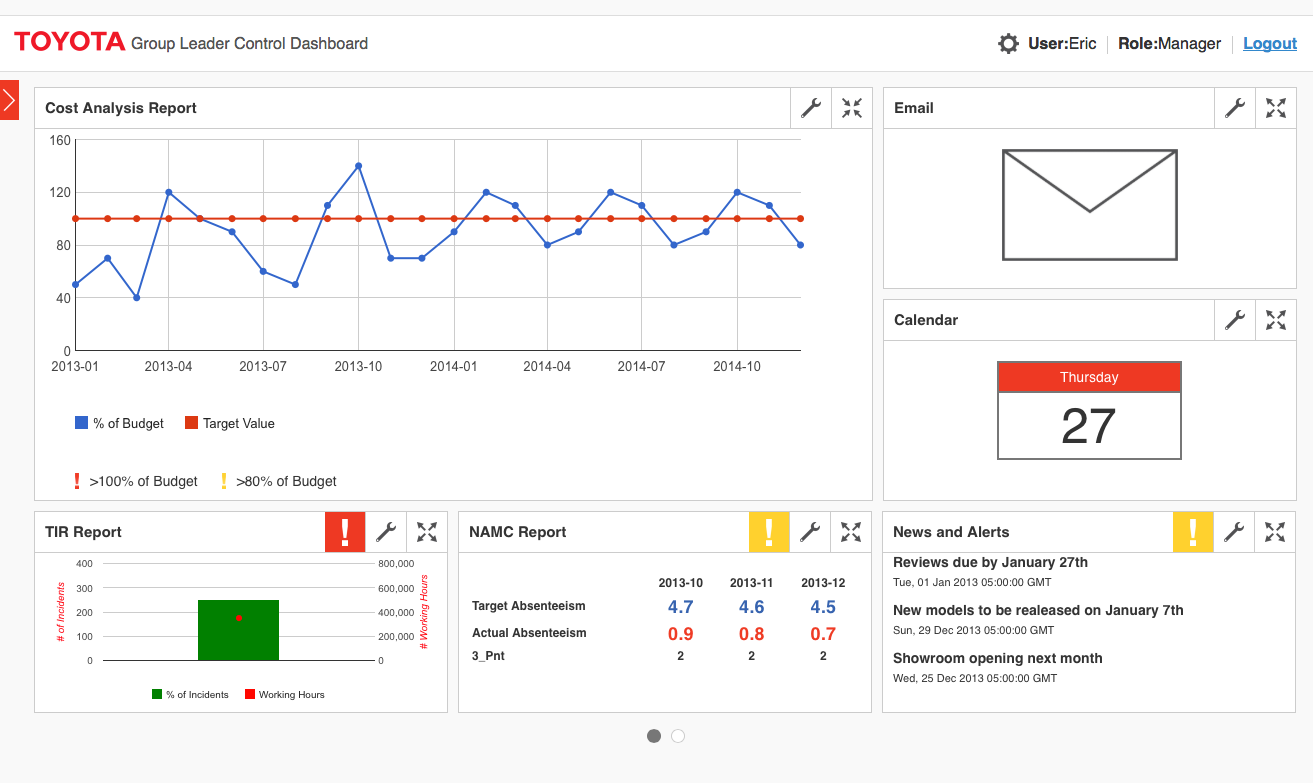 TOYOTA Group Leader Control Dashboard
User:Eric
Role:Manager
Logout
Cost Analysis Report
160
120
80
40
0
2013-01 2013-04 2013-07 2013-10 2014-01 2014-04 2014-07 2014-10
% of Budget Target Value
! >100% of Budget ! >80% of Budget
Email
Calendar
Thursday
27
TIR Report !
# of Incidents
400
300
200
100
0
800,000
600,000
400,000
200,000
0
# Working Hours
% of Incidents Working Hours
NAMC Report !
2013-10 2013-11 2013-12
Target Absenteeism 4.7 4.6 4.5
Actual Absenteeism 0.9 0.8 0.7
3_Pnt 2 2 2
News and Alerts !
Reviews due by January 27th
Tue, 01 Jan 2013 05:00:00 GMT
New models to be realeased on January 7th
Sun, 29 Dec 2013 05:00:00 GMT
Showroom opening next month
Wed, 25 Dec 2013 05:00:00 GMT